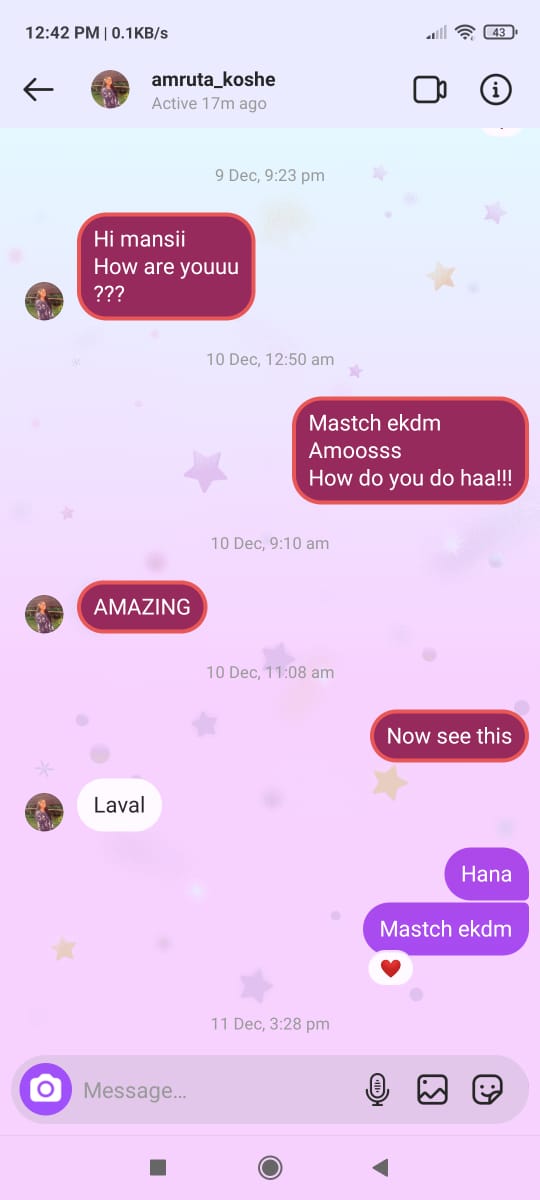 12:42 PM | 0.1KB/s
43
amruta_koshe
Active 17m ago
9 Dec, 9:23 pm
Hi mansii
How are youuu
???
10 Dec, 12:50 am
Mastch ekdm
Amoosss
How do you do haa!!!
10 Dec, 9:10 am
AMAZING
10 Dec, 11:08 am
Now see this
Laval
Hana
Mastch ekdm
11 Dec, 3:28 pm
Message...